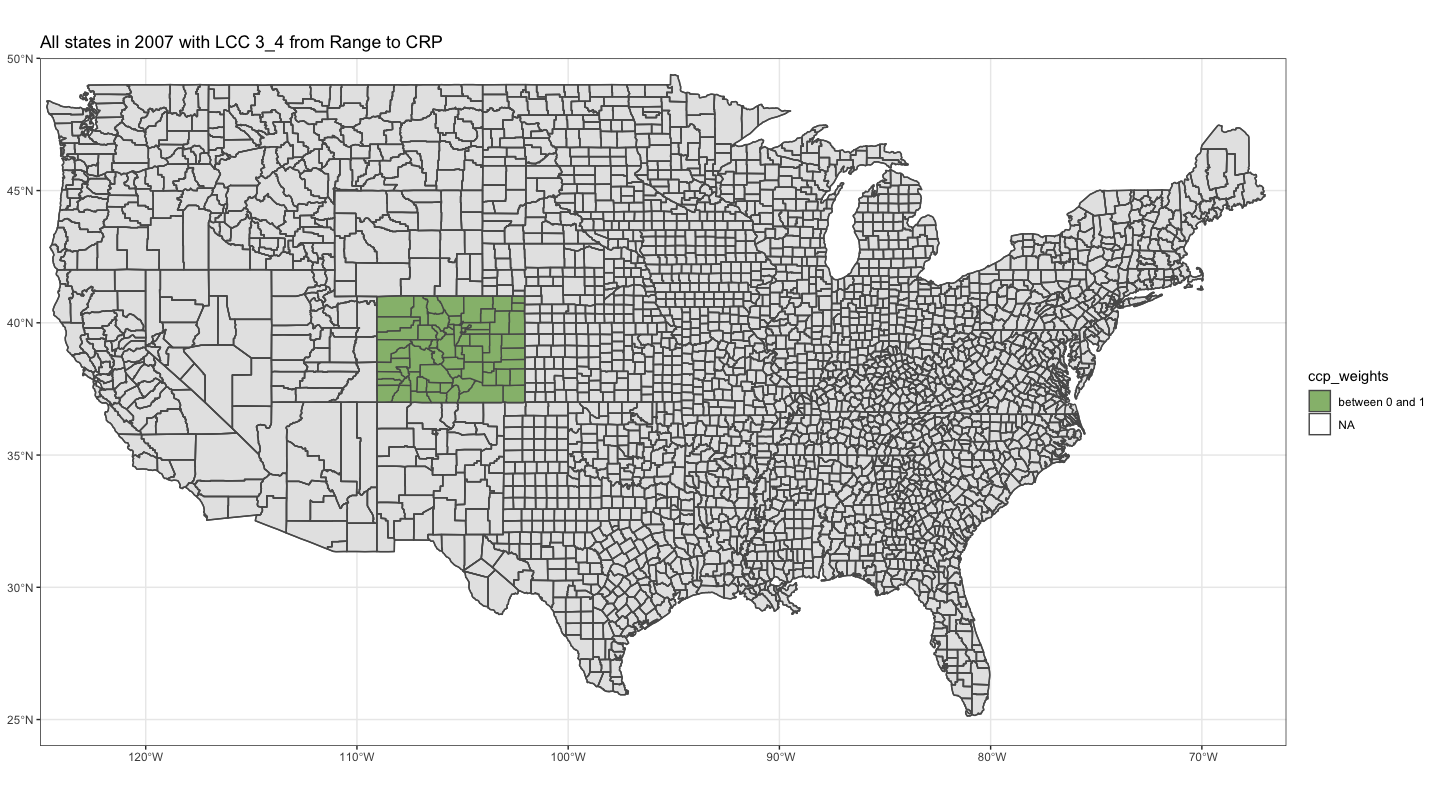 All states in 2007 with LCC 3_4 from Range to CRP
50°N
45°N
40°N
35°N
30°N
25°N
120°W
110°W
100°W
90°W
80°W
70°W
ccp_weights
between 0 and 1
NA